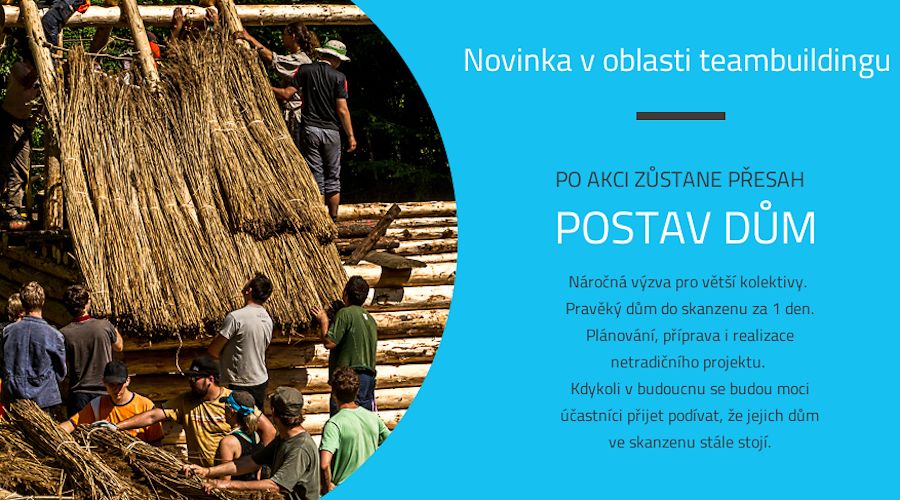 Novinka v oblasti teambuildingu
PO AKCI ZŮSTANE PŘESAH
POSTAV DŮM
Náročná výzva pro větší kolektivy.
Pravěký dům do skanzenu za 1 den.
Plánování, příprava i realizace
netradičního projektu.
Kdykoli v budoucnu se budou moci
účastníci přijet podívat, že jejich dům
ve skanzenu stále stojí.